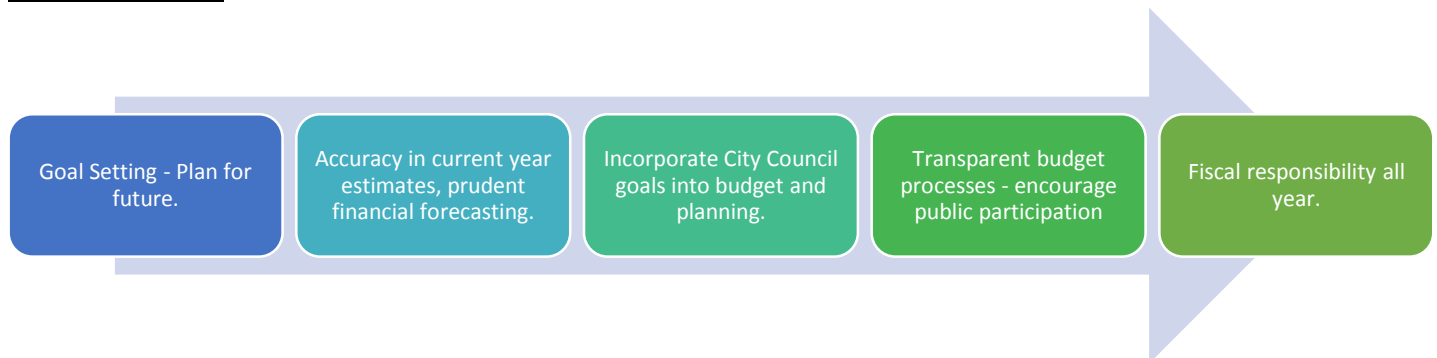 Goal Setting - Plan for
future.
Accuracy in current year
estimates, prudent
financial forecasting.
Incorporate City Council
goals into budget and
planning.
Transparent budget
processes - encourage
public participation
Fiscal responsibility all
year.